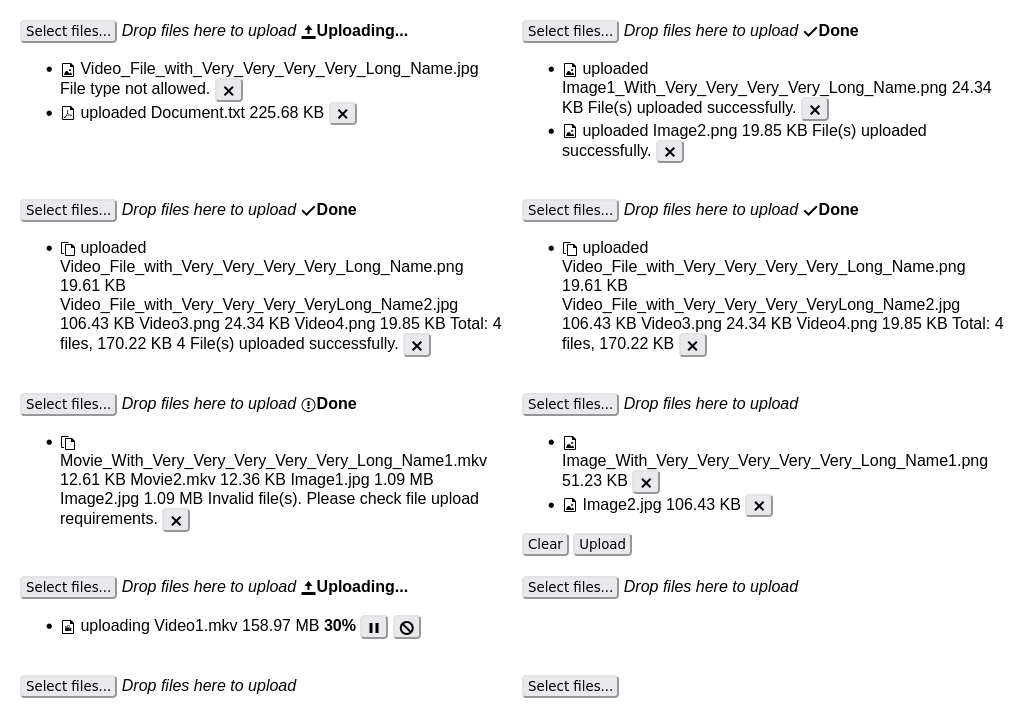 Select files... Drop files here to upload Uploading...
Video_File_with_Very_Very_Very_Very_Long_Name.jpg
File type not allowed.
uploaded Document.txt 225.68 KB
Select files... Drop files here to upload Done
uploaded
Image1_With_Very_Very_Very_Very_Long_Name.png 24.34
KB File(s) uploaded successfully.
uploaded Image2.png 19.85 KB File(s) uploaded
successfully.
Select files... Drop files here to upload Done
uploaded
Video_File_with_Very_Very_Very_Very_Long_Name.png
19.61 KB
Video_File_with_Very_Very_Very_VeryLong_Name2.jpg
106.43 KB Video3.png 24.34 KB Video4.png 19.85 KB Total: 4
files, 170.22 KB 4 File(s) uploaded successfully.
Select files... Drop files here to upload Done
uploaded
Video_File_with_Very_Very_Very_Very_Long_Name.png
19.61 KB
Video_File_with_Very_Very_Very_VeryLong_Name2.jpg
106.43 KB Video3.png 24.34 KB Video4.png 19.85 KB Total: 4
files, 170.22 KB
Select files... Drop files here to upload Done
Movie_With_Very_Very_Very_Very_Very_Long_Name1.mkv
12.61 KB Movie2.mkv 12.36 KB Image1.jpg 1.09 MB
Image2.jpg 1.09 MB Invalid file(s). Please check file upload
requirements.
Select files... Drop files here to upload
Image_With_Very_Very_Very_Very_Very_Long_Name1.png
51.23 KB
Image2.jpg 106.43 KB
Clear Upload
Select files... Drop files here to upload Uploading...
uploading Video1.mkv 158.97 MB 30%
Select files... Drop files here to upload
Select files... Drop files here to upload
Select files...